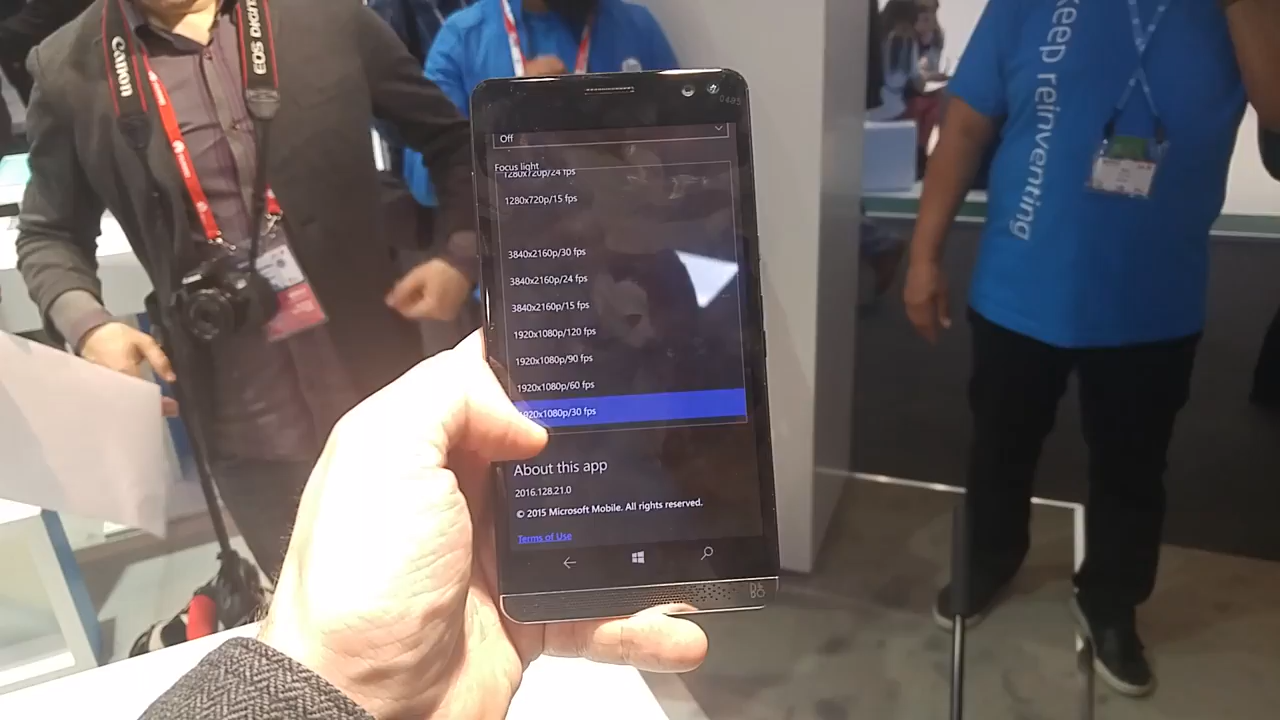 Canon
EOS DIGIT
keep reinventing
Off
Focus light
1280x720p/24 fps
1280x720p/15 fps
3840x2160p/30 fps
3840x2160p/24 fps
3840x2160p/15 fps
1920x1080p/120 fps
1920x1080p/90 fps
1920x1080p/60 fps
1920x1080p/30 fps
About this app
2016.128.21.0
© 2015 Microsoft Mobile. All rights reserved.
Terms of Use
B&O